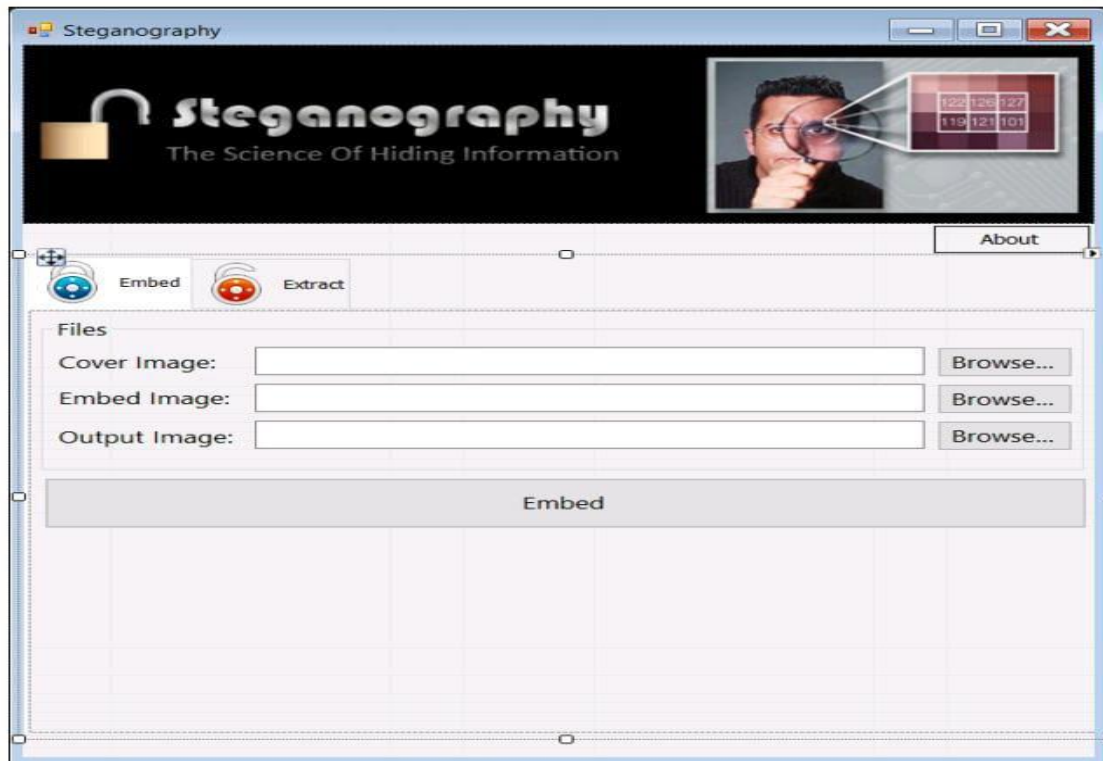 Steganography
Steganography
The Science Of Hiding Information
122 126 127
119 121 101
About
Embed
Extract
Files
Cover Image:
Browse...
Embed Image:
Browse...
Output Image:
Browse...
Embed